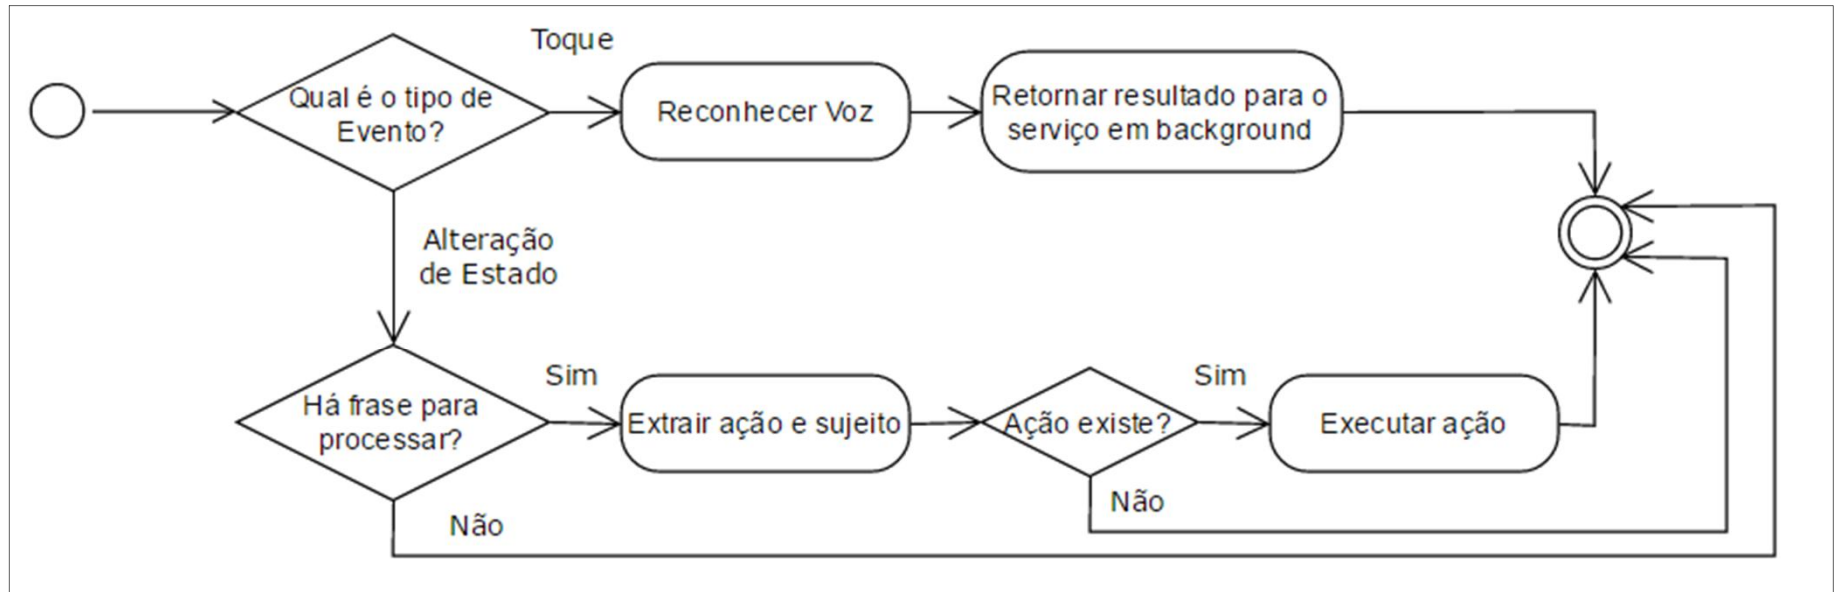 Toque
Qual é o tipo de
Evento?
Reconhecer Voz
Retornar resultado para o
serviço em background
Alteração
de Estado
Há frase para
processar?
Sim
Extrair ação e sujeito
Ação existe?
Sim
Executar ação
Não
Não